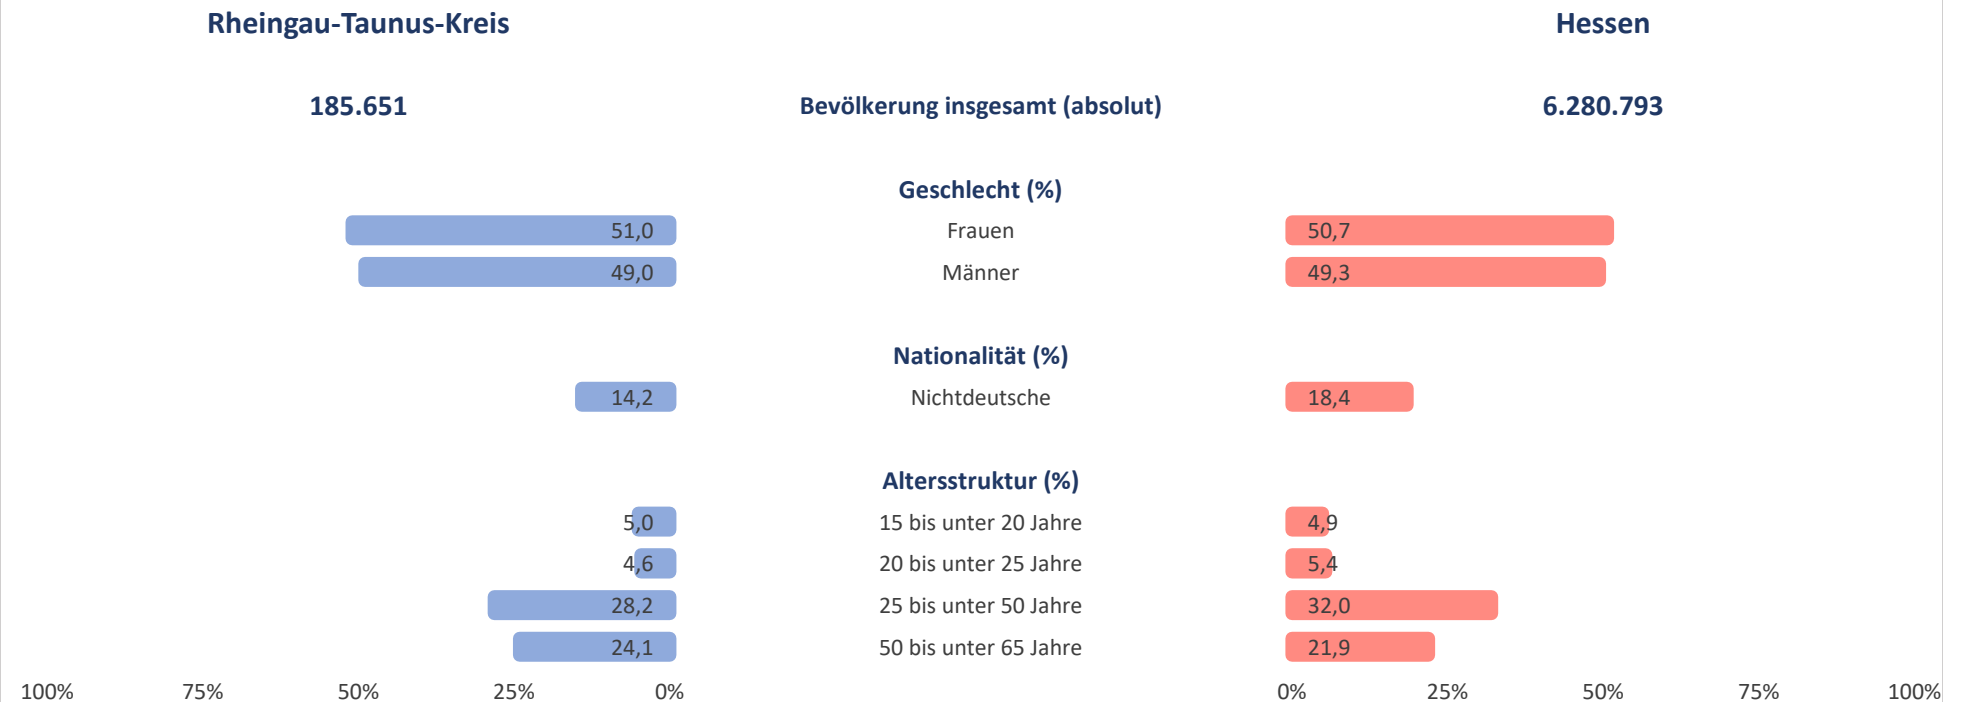 Rheingau-Taunus-Kreis Hessen
185.651 Bevölkerung insgesamt (absolut) 6.280.793
Geschlecht (%)
51,0 Frauen 50,7
49,0 Männer 49,3
Nationalität (%)
14,2 Nichtdeutsche 18,4
Altersstruktur (%)
5,0 15 bis unter 20 Jahre 4,9
4,6 20 bis unter 25 Jahre 5,4
28,2 25 bis unter 50 Jahre 32,0
24,1 50 bis unter 65 Jahre 21,9
100% 75% 50% 25% 0% 0% 25% 50% 75% 100%